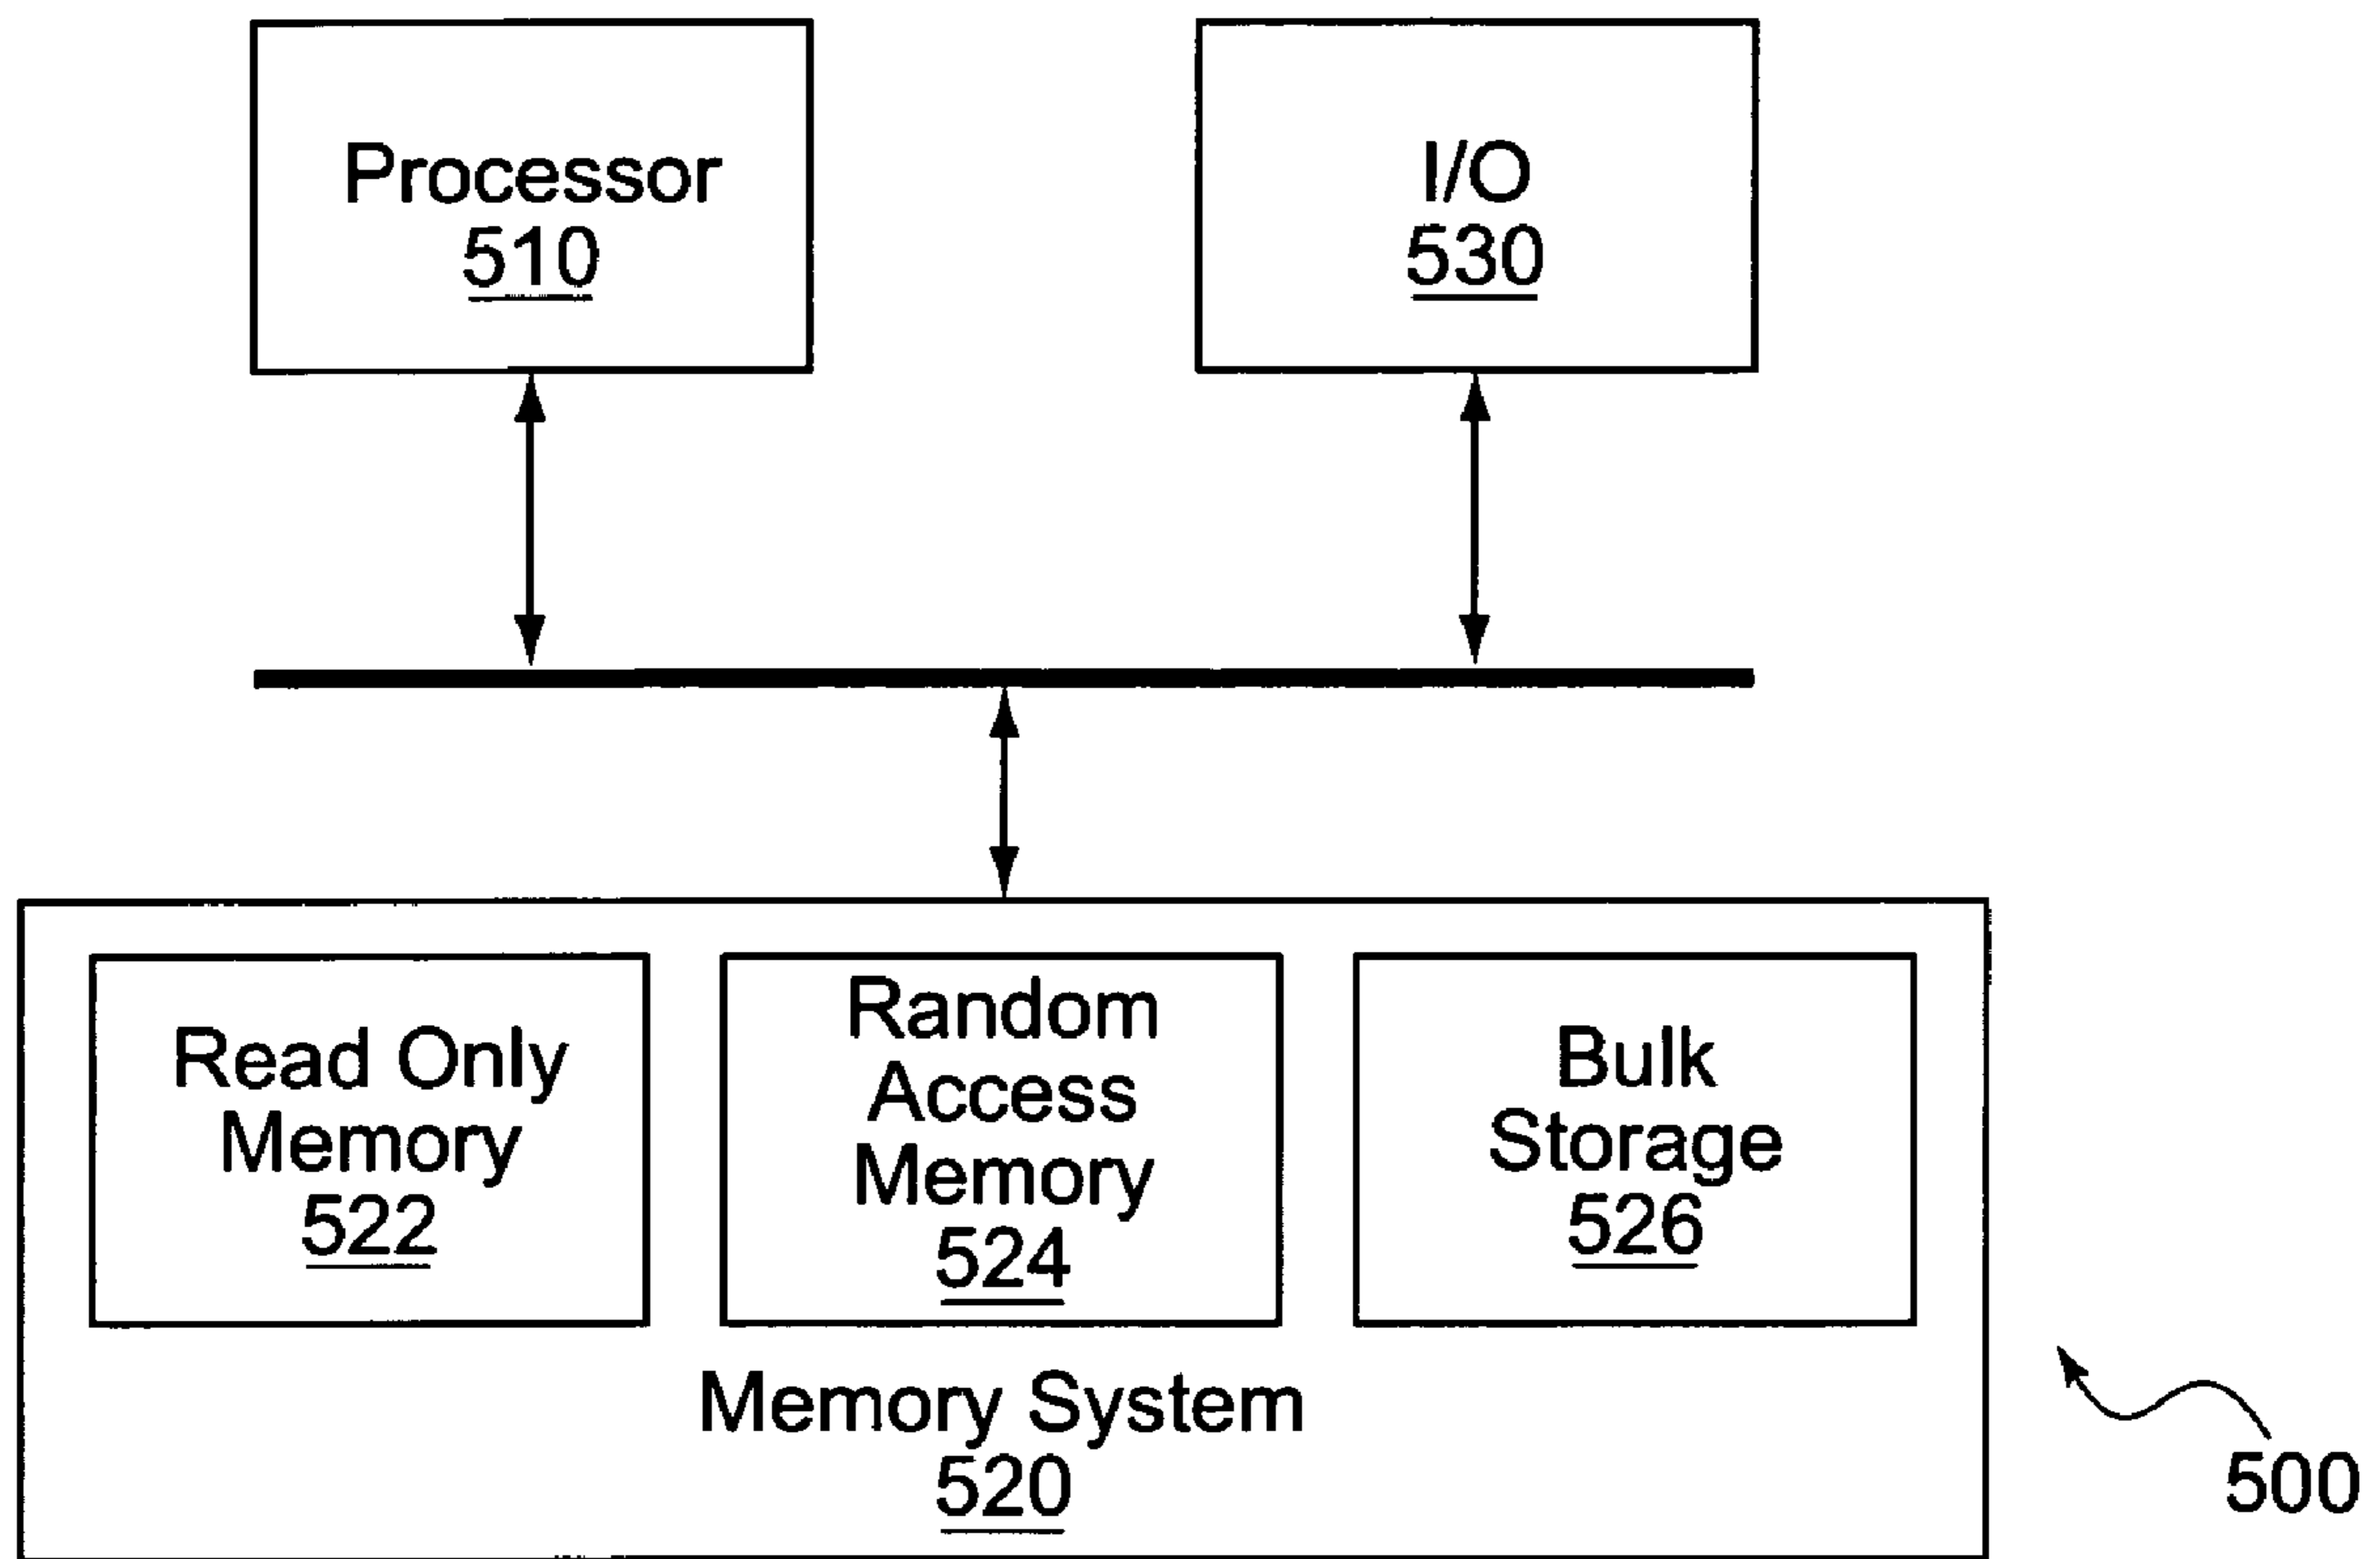 Processor
510
I/O
530
Read Only
Memory
522
Random
Access
Memory
524
Bulk
Storage
526
Memory System
520
500